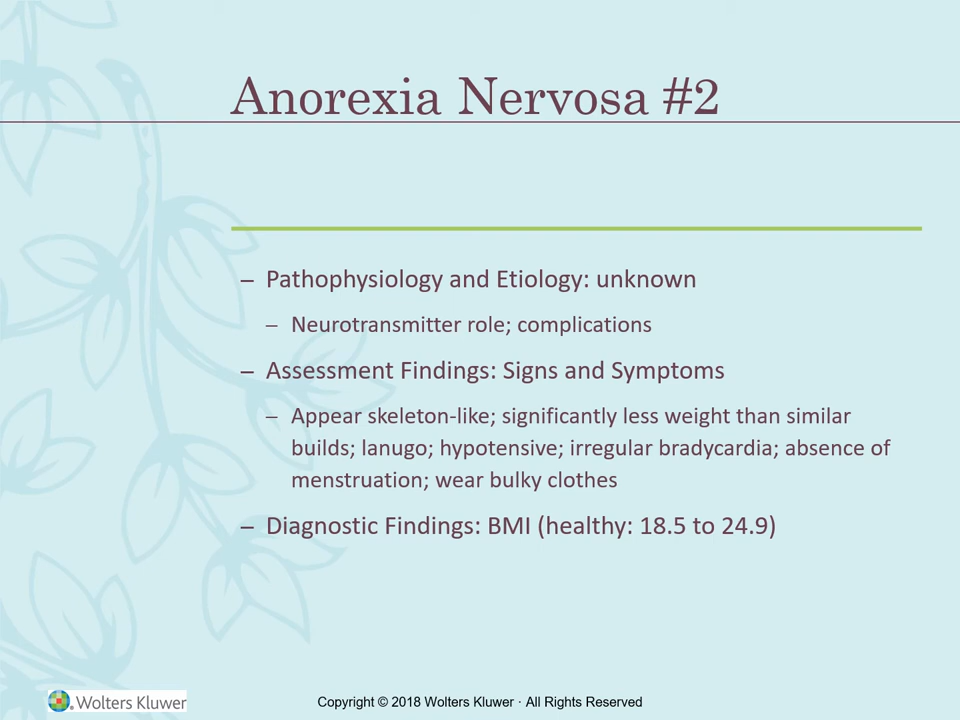 Anorexia Nervosa #2
– Pathophysiology and Etiology: unknown
– Neurotransmitter role; complications
– Assessment Findings: Signs and Symptoms
– Appear skeleton-like; significantly less weight than similar
builds; lanugo; hypotensive; irregular bradycardia; absence of
menstruation; wear bulky clothes
– Diagnostic Findings: BMI (healthy: 18.5 to 24.9)
Wolters Kluwer
Copyright © 2018 Wolters Kluwer · All Rights Reserved